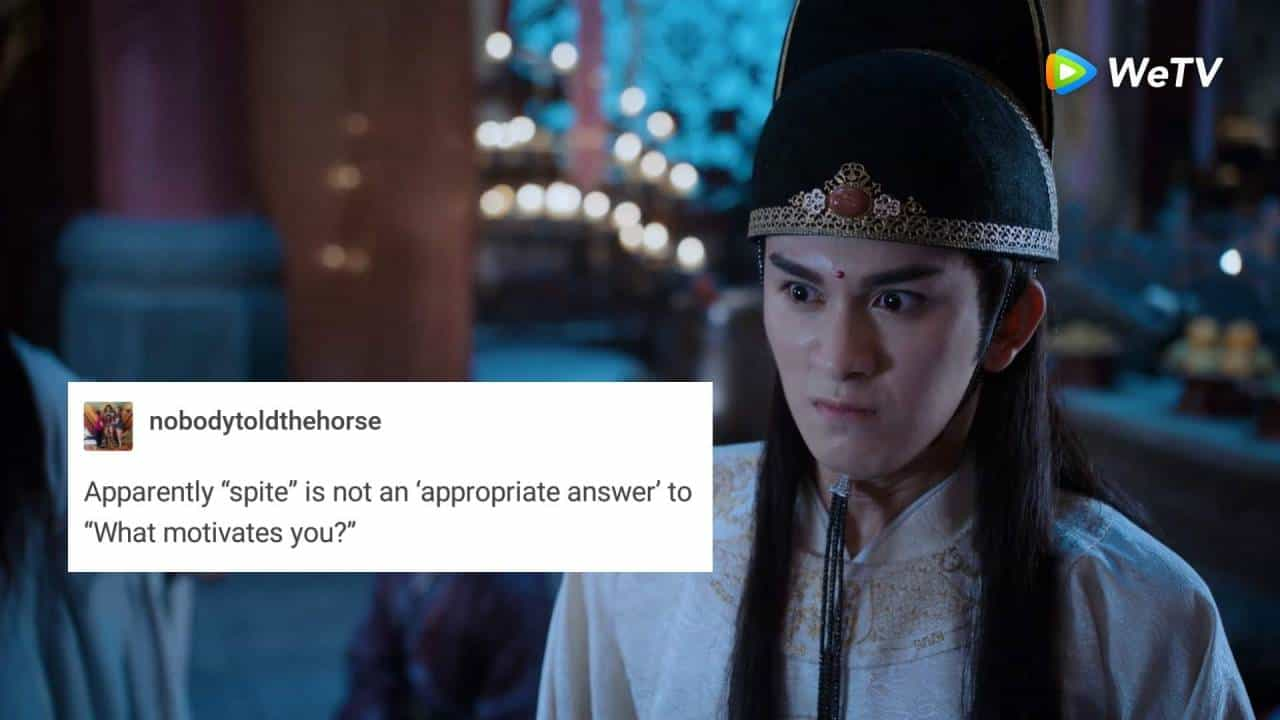 WeTV
nobodytoldthehorse
Apparently “spite” is not an ‘appropriate answer’ to
“What motivates you?”